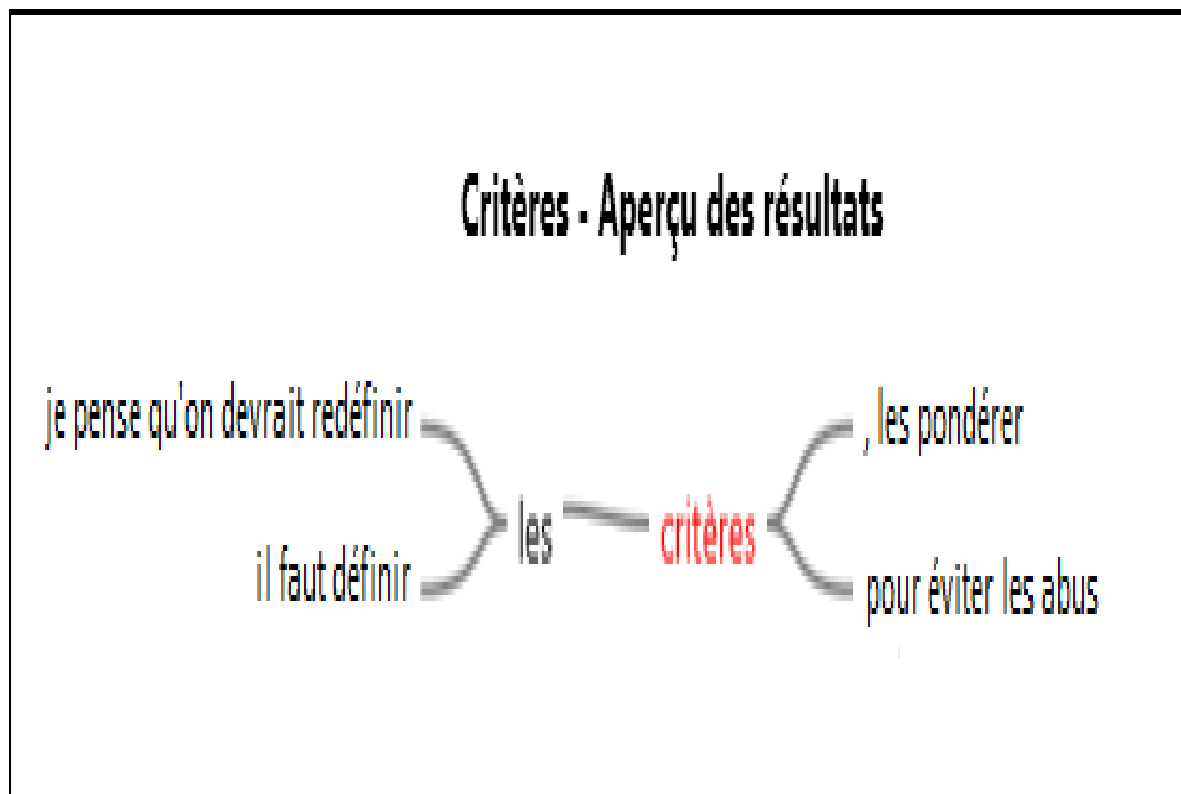 Critères - Aperçu des résultats
je pense qu'on devrait redéfinir
, les pondérer
les
critères
il faut définir
pour éviter les abus